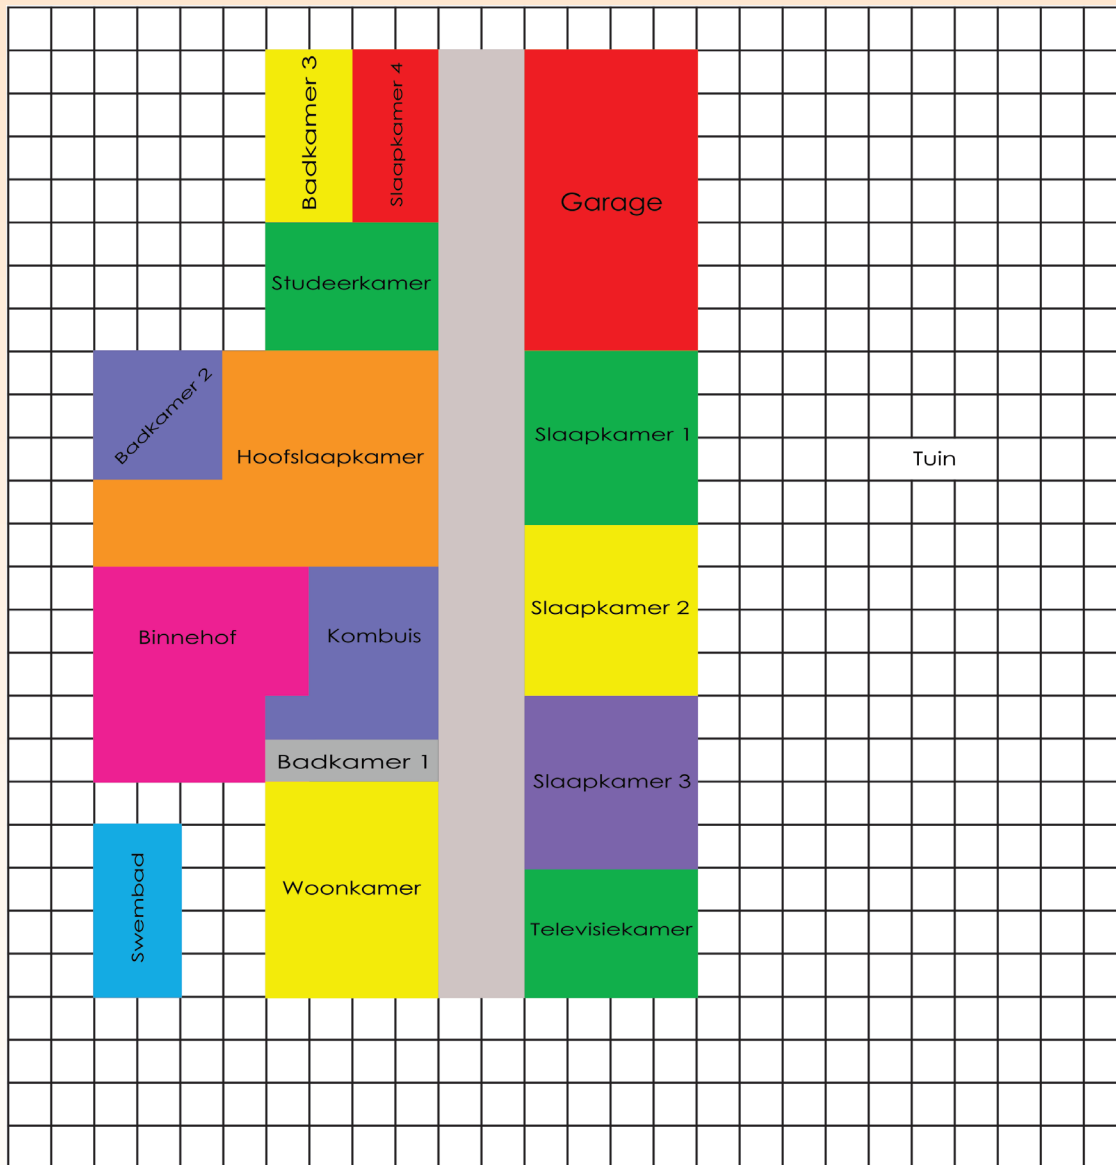 Badkamer 3
Slaapkamer 4
Garage
Studeerkamer
Badkamer 2
Hoofslaapkamer
Slaapkamer 1
Tuin
Binnehof
Kombuis
Slaapkamer 2
Badkamer 1
Slaapkamer 3
Swembad
Woonkamer
Televisiekamer